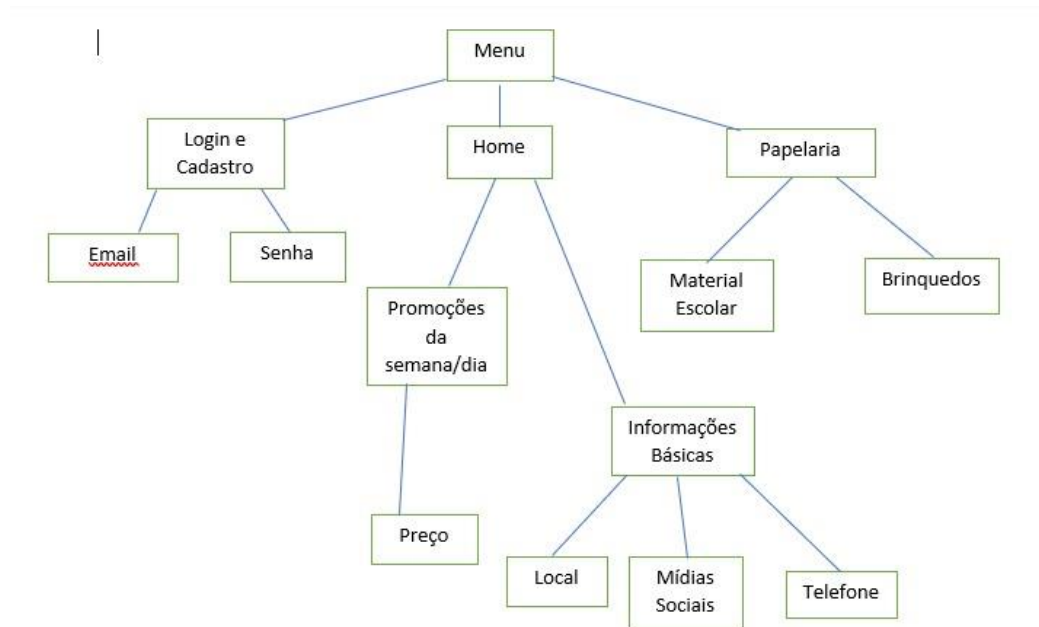 Menu
Login e
Cadastro
Home
Papelaria
Email
Senha
Material
Escolar
Brinquedos
Promoções
da
semana/dia
Informações
Básicas
Preço
Local
Mídias
Sociais
Telefone